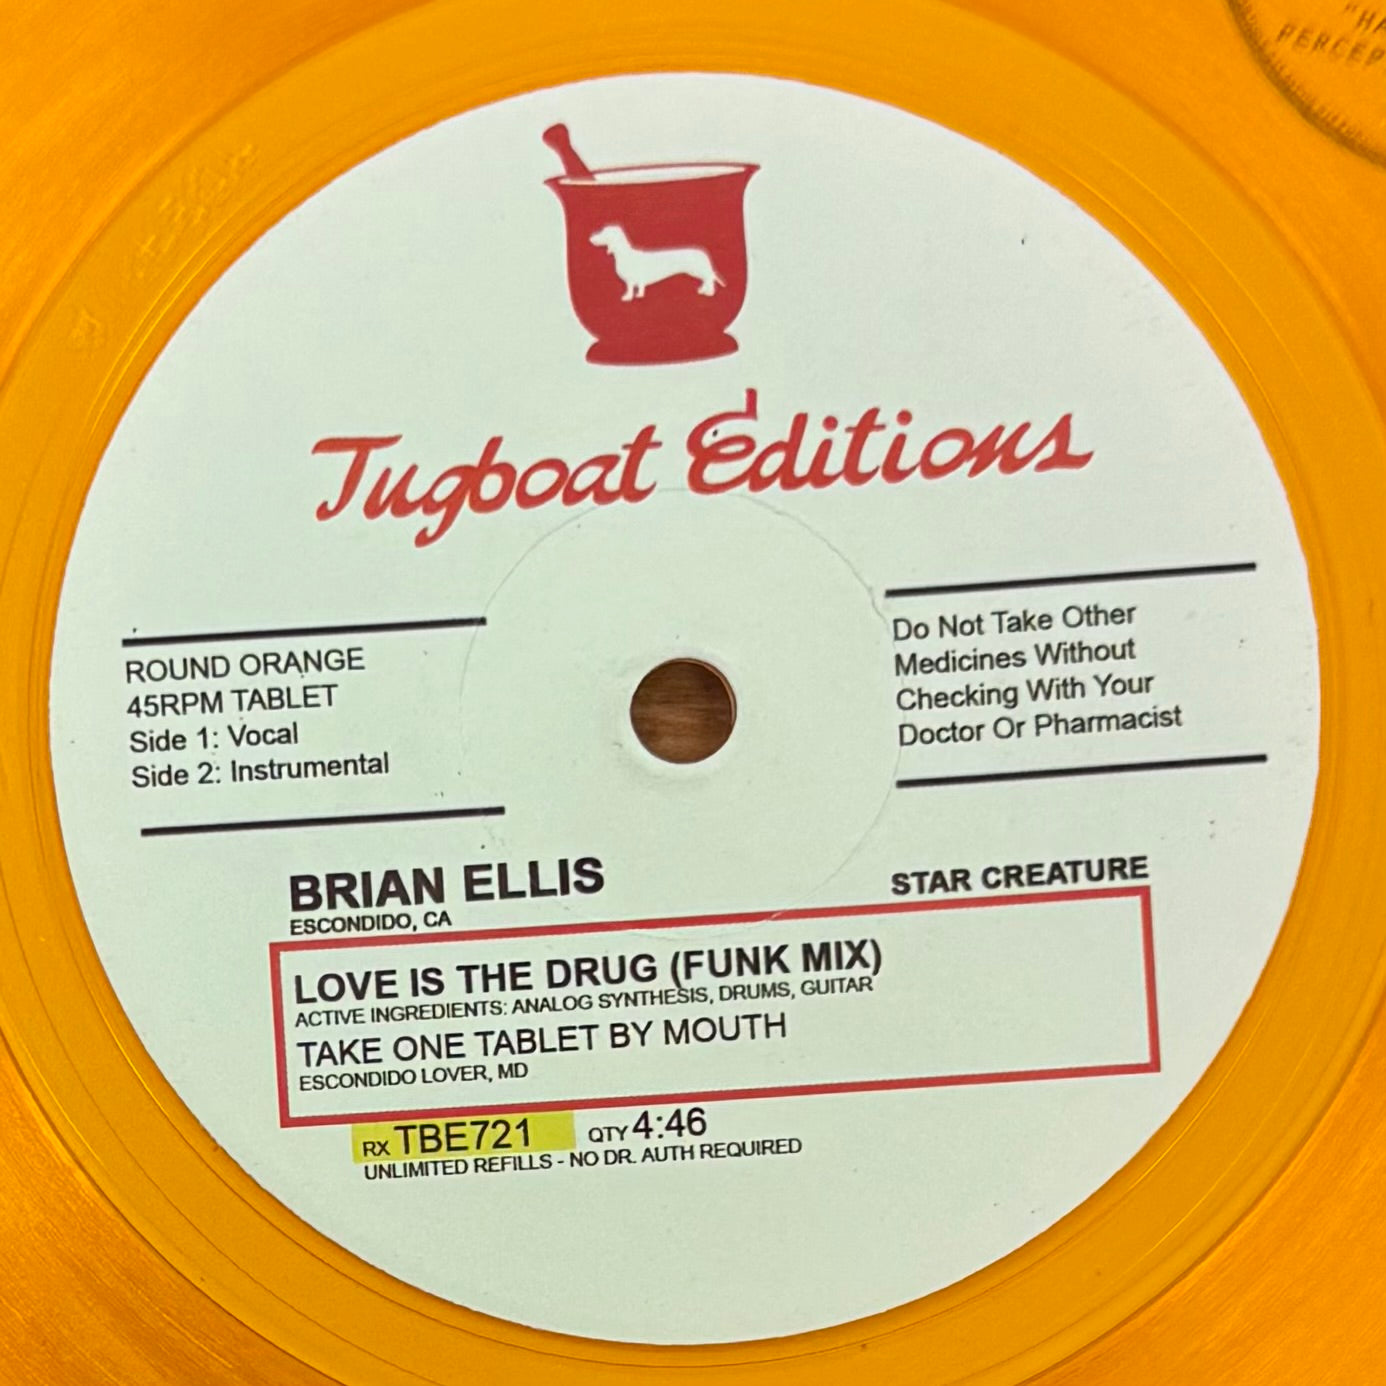 Tugboat Editions
ROUND ORANGE
45RPM TABLET
Side 1: Vocal
Side 2: Instrumental
Do Not Take Other
Medicines Without
Checking With Your
Doctor Or Pharmacist
BRIAN ELLIS
ESCONDIDO, CA
STAR CREATURE
LOVE IS THE DRUG (FUNK MIX)
ACTIVE INGREDIENTS: ANALOG SYNTHESIS, DRUMS, GUITAR
TAKE ONE TABLET BY MOUTH
ESCONDIDO LOVER, MD
RX TBE721 QTY 4:46
UNLIMITED REFILLS - NO DR. AUTH REQUIRED